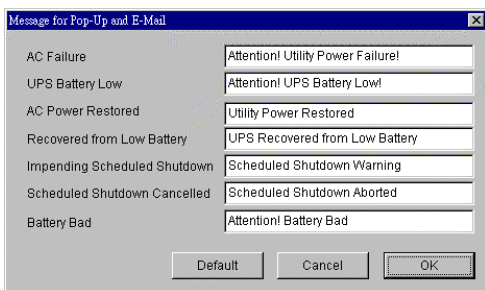 Message for Pop-Up and E-Mail
AC Failure Attention! Utility Power Failure!
UPS Battery Low Attention! UPS Battery Low!
AC Power Restored Utility Power Restored
Recovered from Low Battery UPS Recovered from Low Battery
Impending Scheduled Shutdown Scheduled Shutdown Warning
Scheduled Shutdown Cancelled Scheduled Shutdown Aborted
Battery Bad Attention! Battery Bad
Default Cancel OK